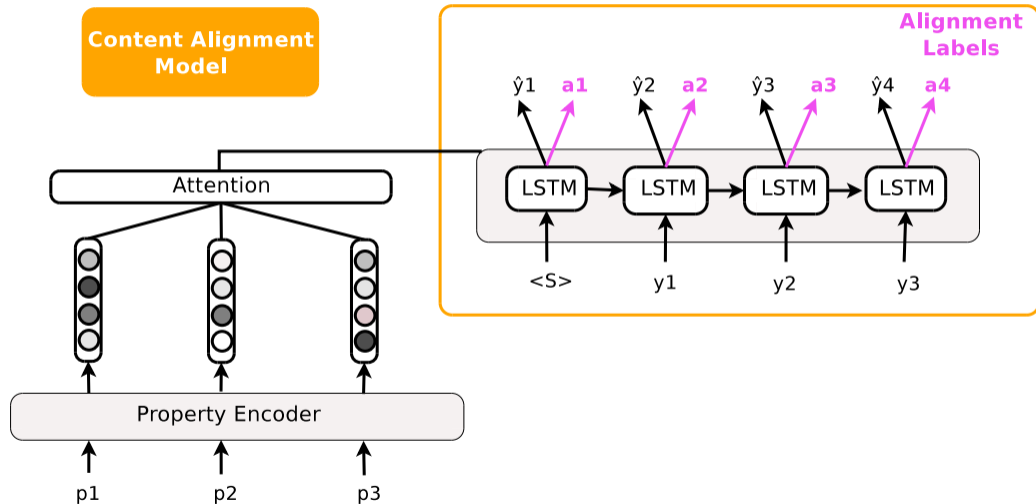 Content Alignment
Model
Alignment
Labels
ŷ1 a1 ŷ2 a2 ŷ3 a3 ŷ4 a4
Attention
LSTM LSTM LSTM LSTM
<S> y1 y2 y3
Property Encoder
p1 p2 p3